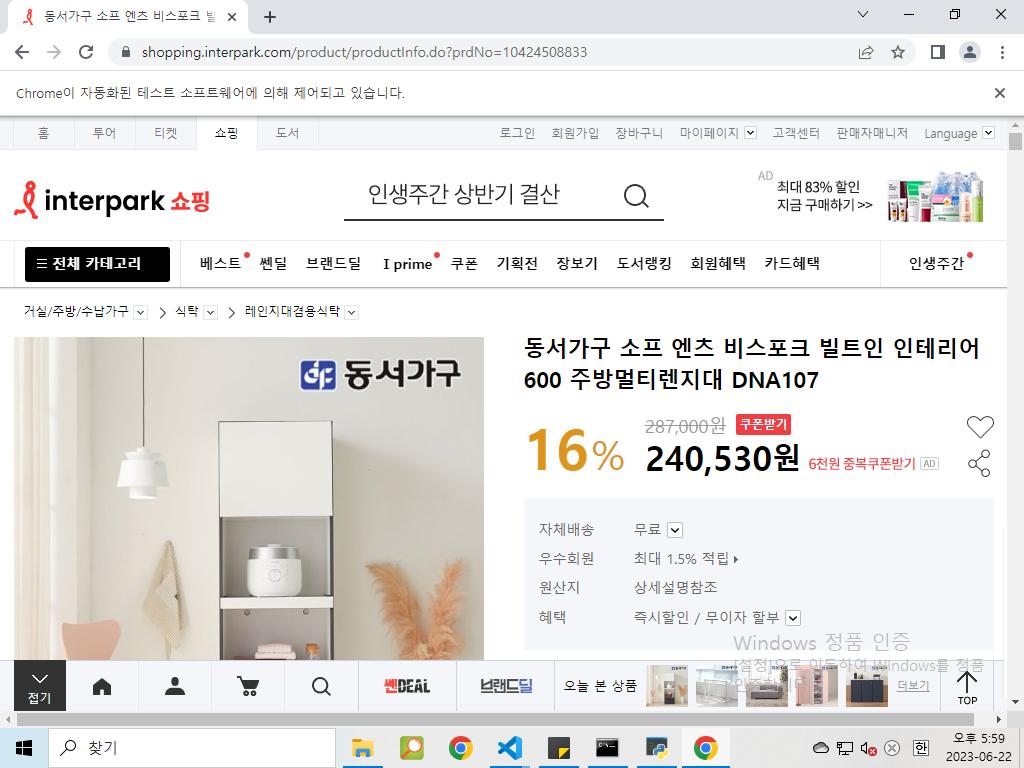 동서가구 소프 엔츠 비스포크 빌
shopping.interpark.com/product/productInfo.do?prdNo=10424508833
Chrome이 자동화된 테스트 소프트웨어에 의해 제어되고 있습니다.
홈 투어 티켓 쇼핑 도서 로그인 회원가입 장바구니 마이페이지 고객센터 판매자매니저 Language
interpark 쇼핑
인생주간 상반기 결산
AD 최대 83% 할인
지금 구매하기 >>
전체 카테고리 베스트 쎈딜 브랜드딜 I prime 쿠폰 기획전 장보기 도서랭킹 회원혜택 카드혜택 인생주간
거실/주방/수납가구 식탁 레인지대겸용식탁
동서가구
동서가구 소프 엔츠 비스포크 빌트인 인테리어
600 주방멀티렌지대 DNA107
16% 287,000원 쿠폰받기
240,530원 6천원 중복쿠폰받기 AD
자체배송 무료
우수회원 최대 1.5% 적립
원산지 상세설명참조
혜택 즉시할인 / 무이자 할부
Windows 정품 인증
[설정]으로 이동하여 Windows를 정품
인증합니다.
접기 쎈DEAL 브랜드딜 오늘 본 상품 더보기 TOP
찾기
오후 5:59
2023-06-22
한